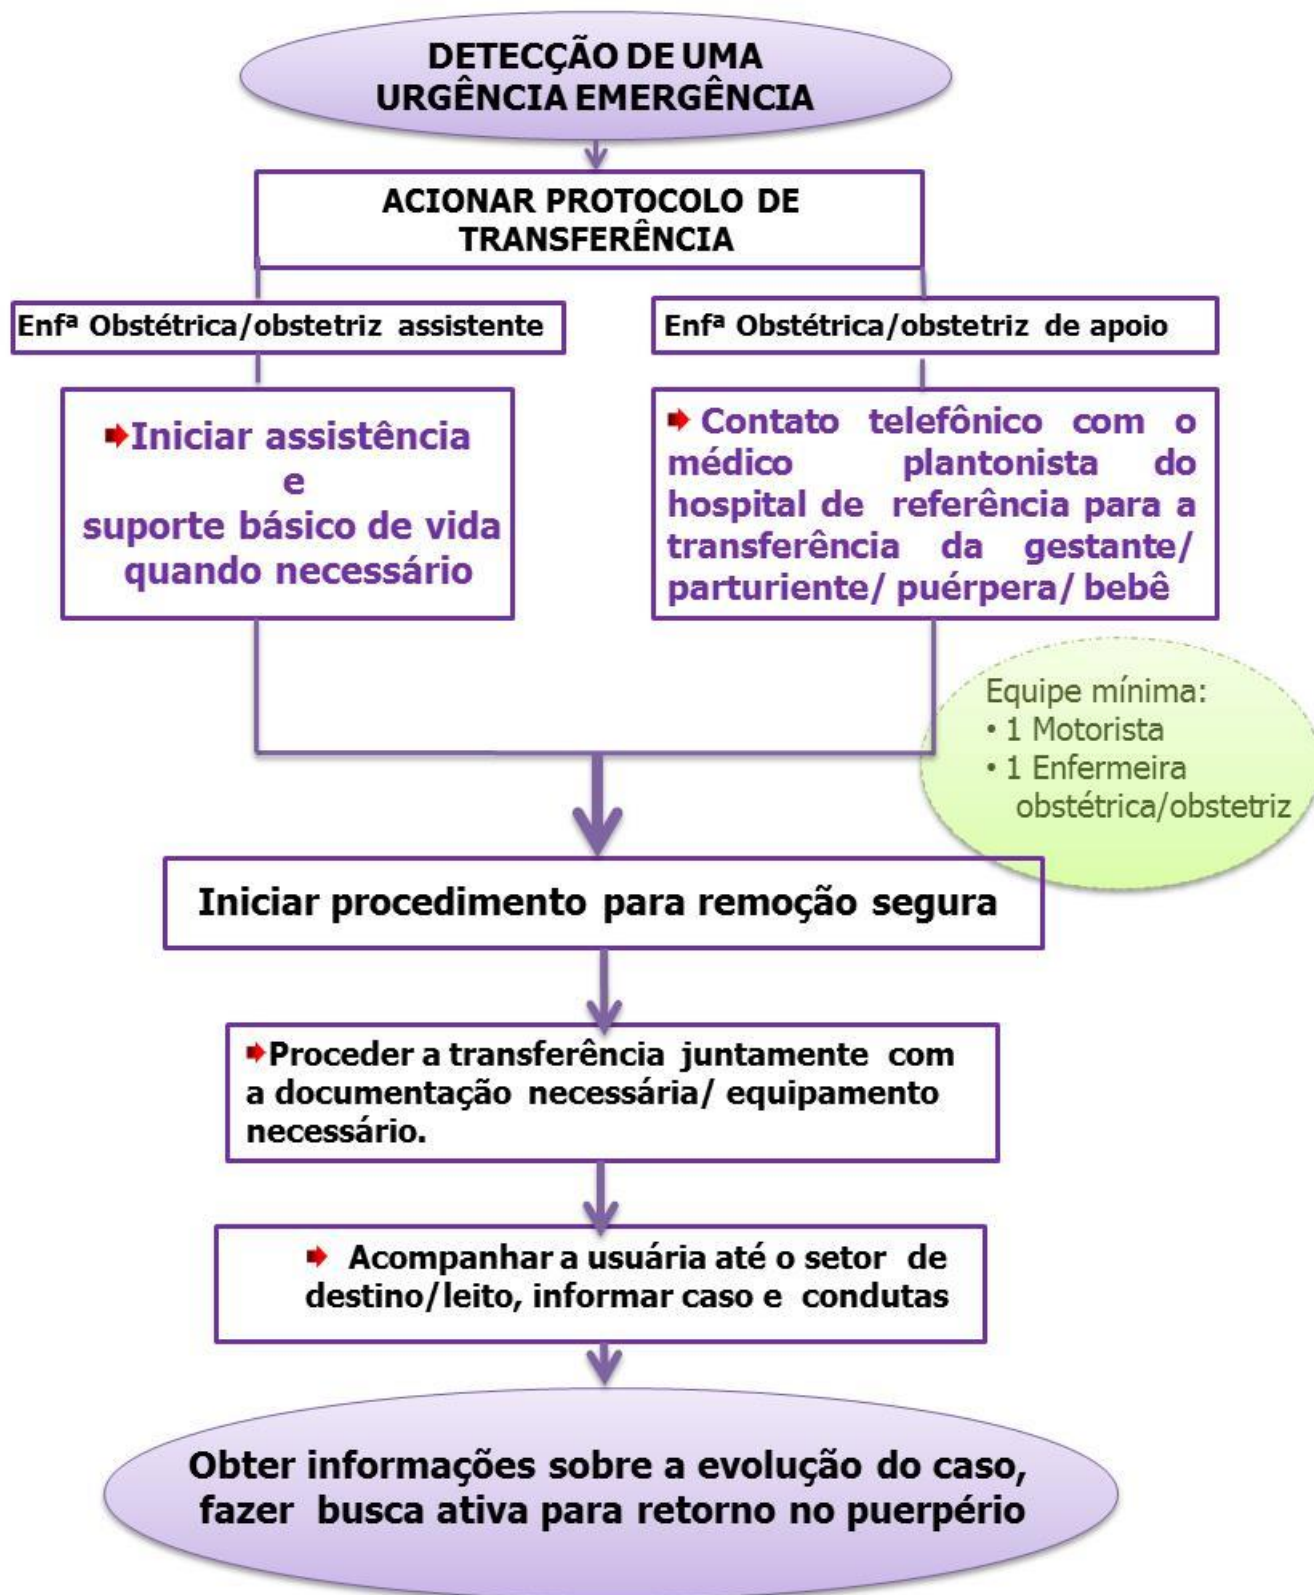 DETECÇÃO DE UMA
URGÊNCIA EMERGÊNCIA
ACIONAR PROTOCOLO DE
TRANSFERÊNCIA
Enfª Obstétrica/obstetriz assistente
Enfª Obstétrica/obstetriz de apoio
Iniciar assistência
e
suporte básico de vida
quando necessário
Contato telefônico com o
médico plantonista do
hospital de referência para a
transferência da gestante/
parturiente/ puérpera/ bebê
Equipe mínima:
• 1 Motorista
• 1 Enfermeira
obstétrica/obstetriz
Iniciar procedimento para remoção segura
Proceder a transferência juntamente com
a documentação necessária/ equipamento
necessário.
Acompanhar a usuária até o setor de
destino/leito, informar caso e condutas
Obter informações sobre a evolução do caso,
fazer busca ativa para retorno no puerpério